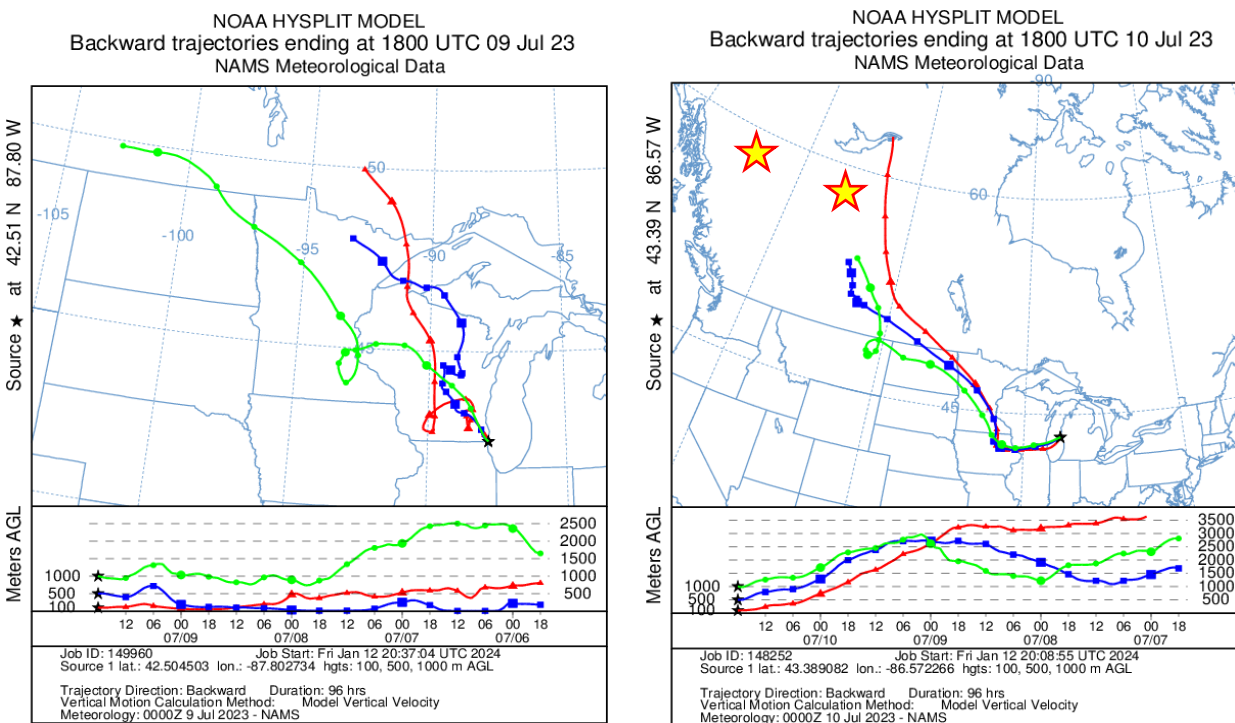 NOAA HYSPLIT MODEL
Backward trajectories ending at 1800 UTC 09 Jul 23
NAMS Meteorological Data
Source ★ at 42.51 N 87.80 W
-105
-100
-95
-90
-85
50
45
Meters AGL
1000
500
100
2500
2000
1500
1000
500
12 06 00 18 12 06 00 18 12 06 00 18 12 06 00 18
07/09 07/08 07/07 07/06
Job ID: 149960 Job Start: Fri Jan 12 20:37:04 UTC 2024
Source 1 lat.: 42.504503 lon.: -87.802734 hgts: 100, 500, 1000 m AGL
Trajectory Direction: Backward Duration: 96 hrs
Vertical Motion Calculation Method: Model Vertical Velocity
Meteorology: 0000Z 9 Jul 2023 - NAMS
NOAA HYSPLIT MODEL
Backward trajectories ending at 1800 UTC 10 Jul 23
NAMS Meteorological Data
Source ★ at 43.39 N 86.57 W
-90
60
45
Meters AGL
1000
500
100
3500
3000
2500
2000
1500
1000
500
12 06 00 18 12 06 00 18 12 06 00 18 12 06 00 18
07/10 07/09 07/08 07/07
Job ID: 148252 Job Start: Fri Jan 12 20:08:55 UTC 2024
Source 1 lat.: 43.389082 lon.: -86.572266 hgts: 100, 500, 1000 m AGL
Trajectory Direction: Backward Duration: 96 hrs
Vertical Motion Calculation Method: Model Vertical Velocity
Meteorology: 0000Z 10 Jul 2023 - NAMS